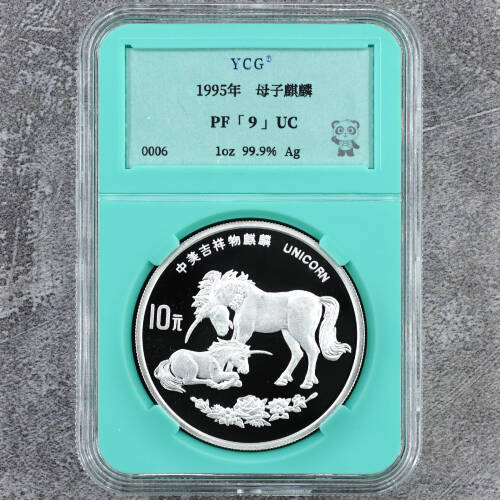 YCG®
1995年 母子麒麟
PF「9」UC
0006 1oz 99.9% Ag
中美吉祥物麒麟 UNICORN
10元